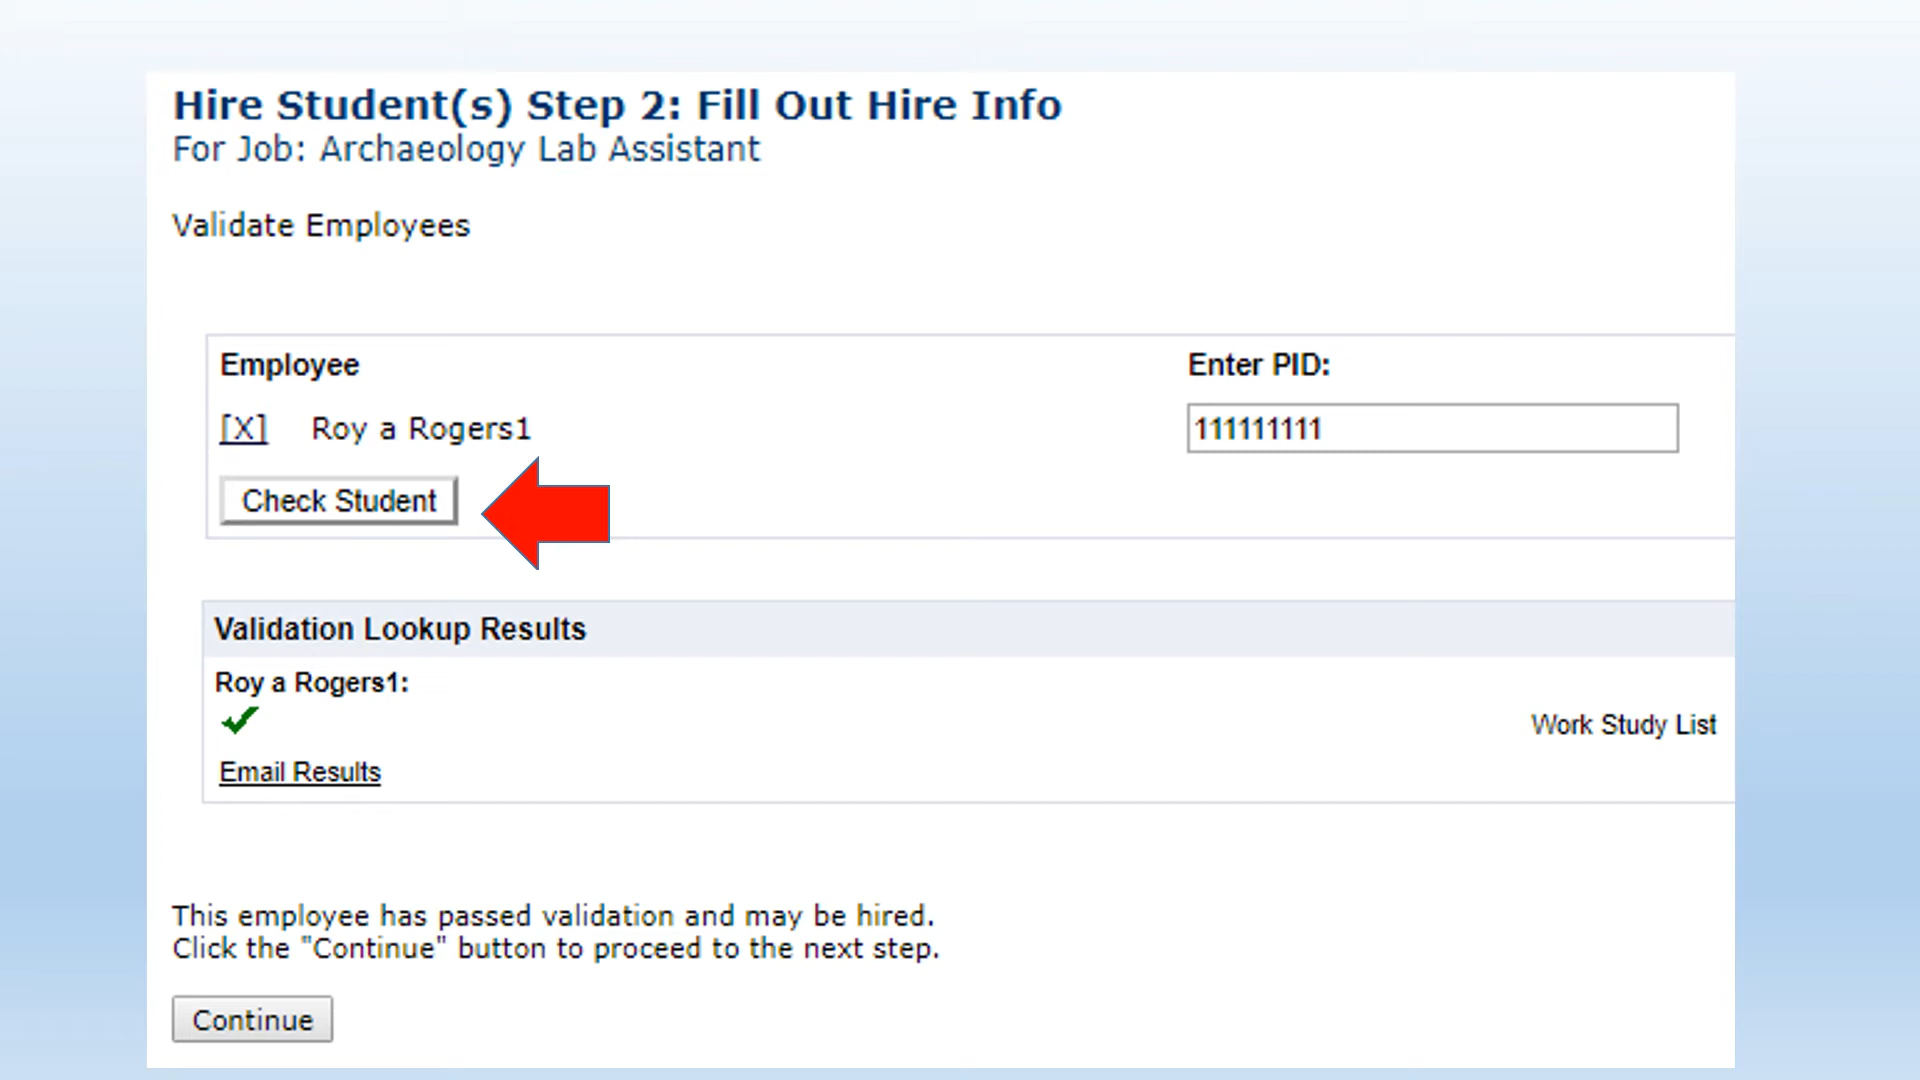 Hire Student(s) Step 2: Fill Out Hire Info
For Job: Archaeology Lab Assistant
Validate Employees
Employee Enter PID:
[X] Roy a Rogers1 111111111
Check Student
Validation Lookup Results
Roy a Rogers1:
Work Study List
Email Results
This employee has passed validation and may be hired.
Click the "Continue" button to proceed to the next step.
Continue